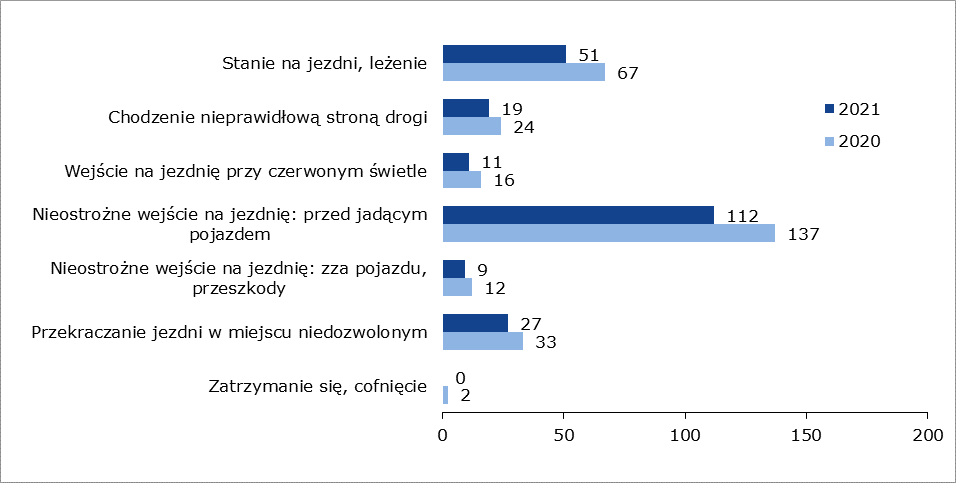 Stanie na jezdni, leżenie
51
67
Chodzenie nieprawidłową stroną drogi
19
24
2021
2020
Wejście na jezdnię przy czerwonym świetle
11
16
Nieostrożne wejście na jezdnię: przed jadącym
pojazdem
112
137
Nieostrożne wejście na jezdnię: zza pojazdu,
przeszkody
9
12
Przekraczanie jezdni w miejscu niedozwolonym
27
33
Zatrzymanie się, cofnięcie
0
2
0 50 100 150 200